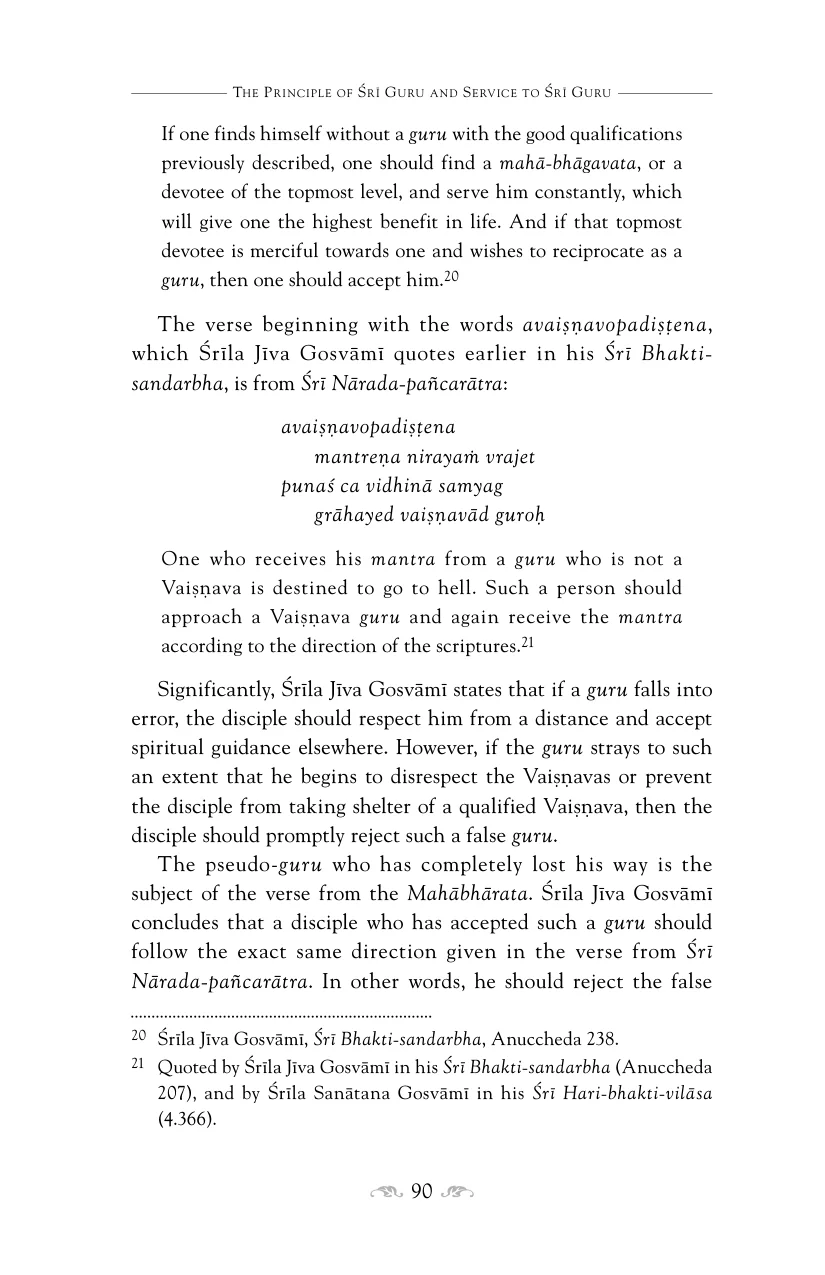 The Principle of Śrī Guru and Service to Śrī Guru
If one finds himself without a guru with the good qualifications
previously described, one should find a mahā-bhāgavata, or a
devotee of the topmost level, and serve him constantly, which
will give one the highest benefit in life. And if that topmost
devotee is merciful towards one and wishes to reciprocate as a
guru, then one should accept him.20
The verse beginning with the words avaiṣṇavopadiṣṭena,
which Śrīla Jīva Gosvāmī quotes earlier in his Śrī Bhakti-
sandarbha, is from Śrī Nārada-pañcarātra:
avaiṣṇavopadiṣṭena
mantreṇa nirayaṁ vrajet
punaś ca vidhinā samyag
grāhayed vaiṣṇavād guroḥ
One who receives his mantra from a guru who is not a
Vaiṣṇava is destined to go to hell. Such a person should
approach a Vaiṣṇava guru and again receive the mantra
according to the direction of the scriptures.21
Significantly, Śrīla Jīva Gosvāmī states that if a guru falls into
error, the disciple should respect him from a distance and accept
spiritual guidance elsewhere. However, if the guru strays to such
an extent that he begins to disrespect the Vaiṣṇavas or prevent
the disciple from taking shelter of a qualified Vaiṣṇava, then the
disciple should promptly reject such a false guru.
The pseudo-guru who has completely lost his way is the
subject of the verse from the Mahābhārata. Śrīla Jīva Gosvāmī
concludes that a disciple who has accepted such a guru should
follow the exact same direction given in the verse from Śrī
Nārada-pañcarātra. In other words, he should reject the false
20 Śrīla Jīva Gosvāmī, Śrī Bhakti-sandarbha, Anuccheda 238.
21 Quoted by Śrīla Jīva Gosvāmī in his Śrī Bhakti-sandarbha (Anuccheda
207), and by Śrīla Sanātana Gosvāmī in his Śrī Hari-bhakti-vilāsa
(4.366).
90